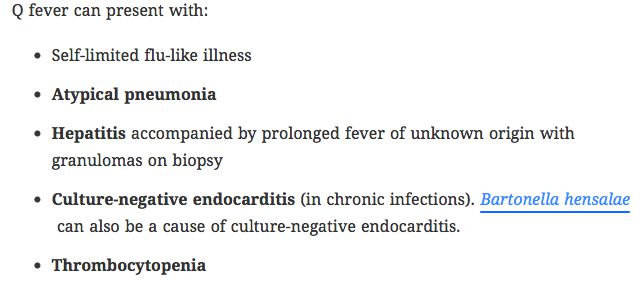 Q fever can present with:
• Self-limited flu-like illness
• Atypical pneumonia
• Hepatitis accompanied by prolonged fever of unknown origin with
granulomas on biopsy
• Culture-negative endocarditis (in chronic infections). Bartonella hensalae
can also be a cause of culture-negative endocarditis.
• Thrombocytopenia